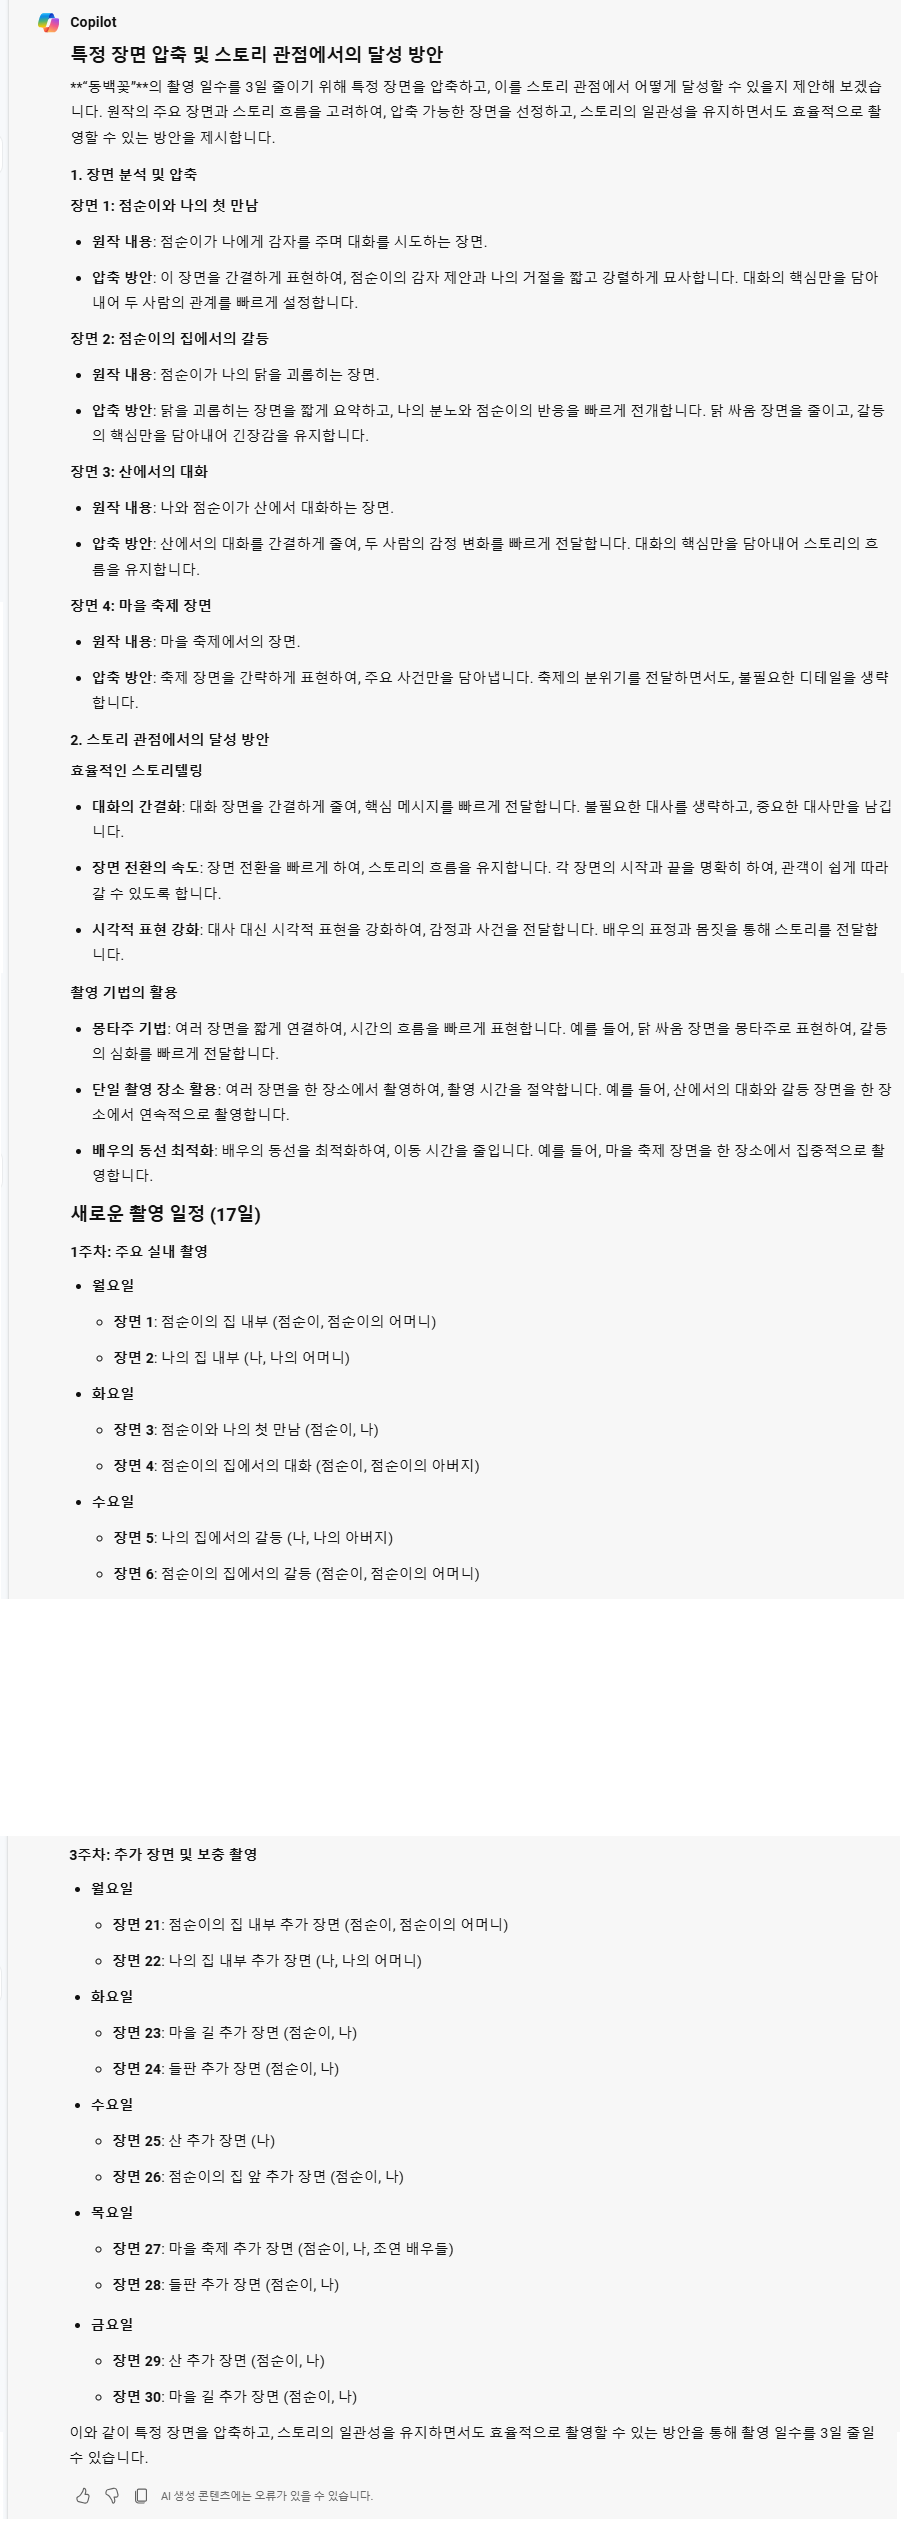 Copilot
특정 장면 압축 및 스토리 관점에서의 달성 방안
**“동백꽃”**의 촬영 일수를 3일 줄이기 위해 특정 장면을 압축하고, 이를 스토리 관점에서 어떻게 달성할 수 있을지 제안해 보겠습
니다. 원작의 주요 장면과 스토리 흐름을 고려하여, 압축 가능한 장면을 선정하고, 스토리의 일관성을 유지하면서도 효율적으로 촬
영할 수 있는 방안을 제시합니다.
1. 장면 분석 및 압축
장면 1: 점순이와 나의 첫 만남
• 원작 내용: 점순이가 나에게 감자를 주며 대화를 시도하는 장면.
• 압축 방안: 이 장면을 간결하게 표현하여, 점순이의 감자 제안과 나의 거절을 짧고 강렬하게 묘사합니다. 대화의 핵심만을 담아
내어 두 사람의 관계를 빠르게 설정합니다.
장면 2: 점순이의 집에서의 갈등
• 원작 내용: 점순이가 나의 닭을 괴롭히는 장면.
• 압축 방안: 닭을 괴롭히는 장면을 짧게 요약하고, 나의 분노와 점순이의 반응을 빠르게 전개합니다. 닭 싸움 장면을 줄이고, 갈등
의 핵심만을 담아내어 긴장감을 유지합니다.
장면 3: 산에서의 대화
• 원작 내용: 나와 점순이가 산에서 대화하는 장면.
• 압축 방안: 산에서의 대화를 간결하게 줄여, 두 사람의 감정 변화를 빠르게 전달합니다. 대화의 핵심만을 담아내어 스토리의 흐
름을 유지합니다.
장면 4: 마을 축제 장면
• 원작 내용: 마을 축제에서의 장면.
• 압축 방안: 축제 장면을 간략하게 표현하여, 주요 사건만을 담아냅니다. 축제의 분위기를 전달하면서도, 불필요한 디테일을 생략
합니다.
2. 스토리 관점에서의 달성 방안
효율적인 스토리텔링
• 대화의 간결화: 대화 장면을 간결하게 줄여, 핵심 메시지를 빠르게 전달합니다. 불필요한 대사를 생략하고, 중요한 대사만을 남깁
니다.
• 장면 전환의 속도: 장면 전환을 빠르게 하여, 스토리의 흐름을 유지합니다. 각 장면의 시작과 끝을 명확히 하여, 관객이 쉽게 따라
갈 수 있도록 합니다.
• 시각적 표현 강화: 대사 대신 시각적 표현을 강화하여, 감정과 사건을 전달합니다. 배우의 표정과 몸짓을 통해 스토리를 전달합
니다.
촬영 기법의 활용
• 몽타주 기법: 여러 장면을 짧게 연결하여, 시간의 흐름을 빠르게 표현합니다. 예를 들어, 닭 싸움 장면을 몽타주로 표현하여, 갈등
의 심화를 빠르게 전달합니다.
• 단일 촬영 장소 활용: 여러 장면을 한 장소에서 촬영하여, 촬영 시간을 절약합니다. 예를 들어, 산에서의 대화와 갈등 장면을 한 장
소에서 연속적으로 촬영합니다.
• 배우의 동선 최적화: 배우의 동선을 최적화하여, 이동 시간을 줄입니다. 예를 들어, 마을 축제 장면을 한 장소에서 집중적으로 촬
영합니다.
새로운 촬영 일정 (17일)
1주차: 주요 실내 촬영
• 월요일
◦ 장면 1: 점순이의 집 내부 (점순이, 점순이의 어머니)
◦ 장면 2: 나의 집 내부 (나, 나의 어머니)
• 화요일
◦ 장면 3: 점순이와 나의 첫 만남 (점순이, 나)
◦ 장면 4: 점순이의 집에서의 대화 (점순이, 점순이의 아버지)
• 수요일
◦ 장면 5: 나의 집에서의 갈등 (나, 나의 아버지)
◦ 장면 6: 점순이의 집에서의 갈등 (점순이, 점순이의 어머니)
3주차: 추가 장면 및 보충 촬영
• 월요일
◦ 장면 21: 점순이의 집 내부 추가 장면 (점순이, 점순이의 어머니)
◦ 장면 22: 나의 집 내부 추가 장면 (나, 나의 어머니)
• 화요일
◦ 장면 23: 마을 길 추가 장면 (점순이, 나)
◦ 장면 24: 들판 추가 장면 (점순이, 나)
• 수요일
◦ 장면 25: 산 추가 장면 (나)
◦ 장면 26: 점순이의 집 앞 추가 장면 (점순이, 나)
• 목요일
◦ 장면 27: 마을 축제 추가 장면 (점순이, 나, 조연 배우들)
◦ 장면 28: 들판 추가 장면 (점순이, 나)
• 금요일
◦ 장면 29: 산 추가 장면 (점순이, 나)
◦ 장면 30: 마을 길 추가 장면 (점순이, 나)
이와 같이 특정 장면을 압축하고, 스토리의 일관성을 유지하면서도 효율적으로 촬영할 수 있는 방안을 통해 촬영 일수를 3일 줄일
수 있습니다.
AI 생성 콘텐츠에는 오류가 있을 수 있습니다.